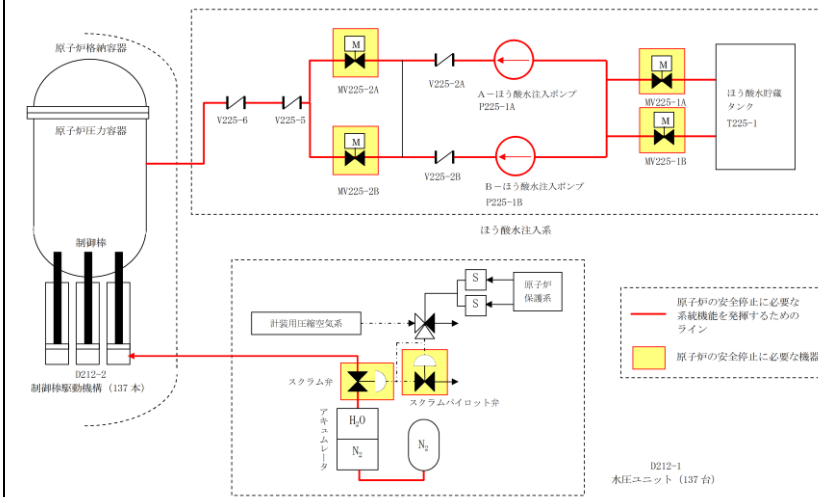 原子炉格納容器
原子炉圧力容器
制御棒
D212-2
制御棒駆動機構（137 本）
V225-6
V225-5
M
MV225-2A
M
MV225-2B
V225-2A
V225-2B
A－ほう酸水注入ポンプ
P225-1A
B－ほう酸水注入ポンプ
P225-1B
M
MV225-1A
M
MV225-1B
ほう酸水貯蔵
タンク
T225-1
ほう酸水注入系
S
S
原子炉
保護系
計装用圧縮空気系
スクラム弁
スクラムパイロット弁
アキュムレータ
H₂O
N₂
N₂
D212-1
水圧ユニット（137 台）
原子炉の安全停止に必要な
系統機能を発揮するための
ライン
原子炉の安全停止に必要な機器